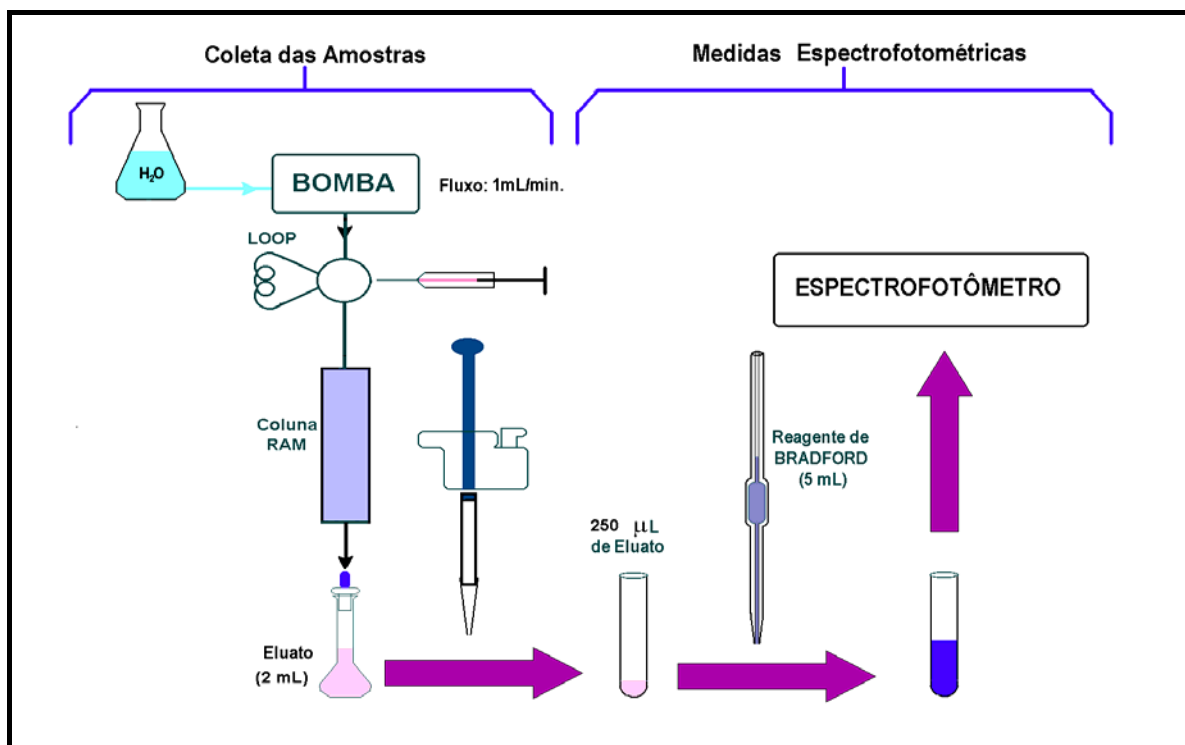 Coleta das Amostras
Medidas Espectrofotométricas
H₂O
BOMBA
Fluxo: 1mL/min.
LOOP
ESPECTROFOTÔMETRO
Coluna
RAM
Reagente de
BRADFORD
(5 mL)
250 μL
de Eluato
Eluato
(2 mL)